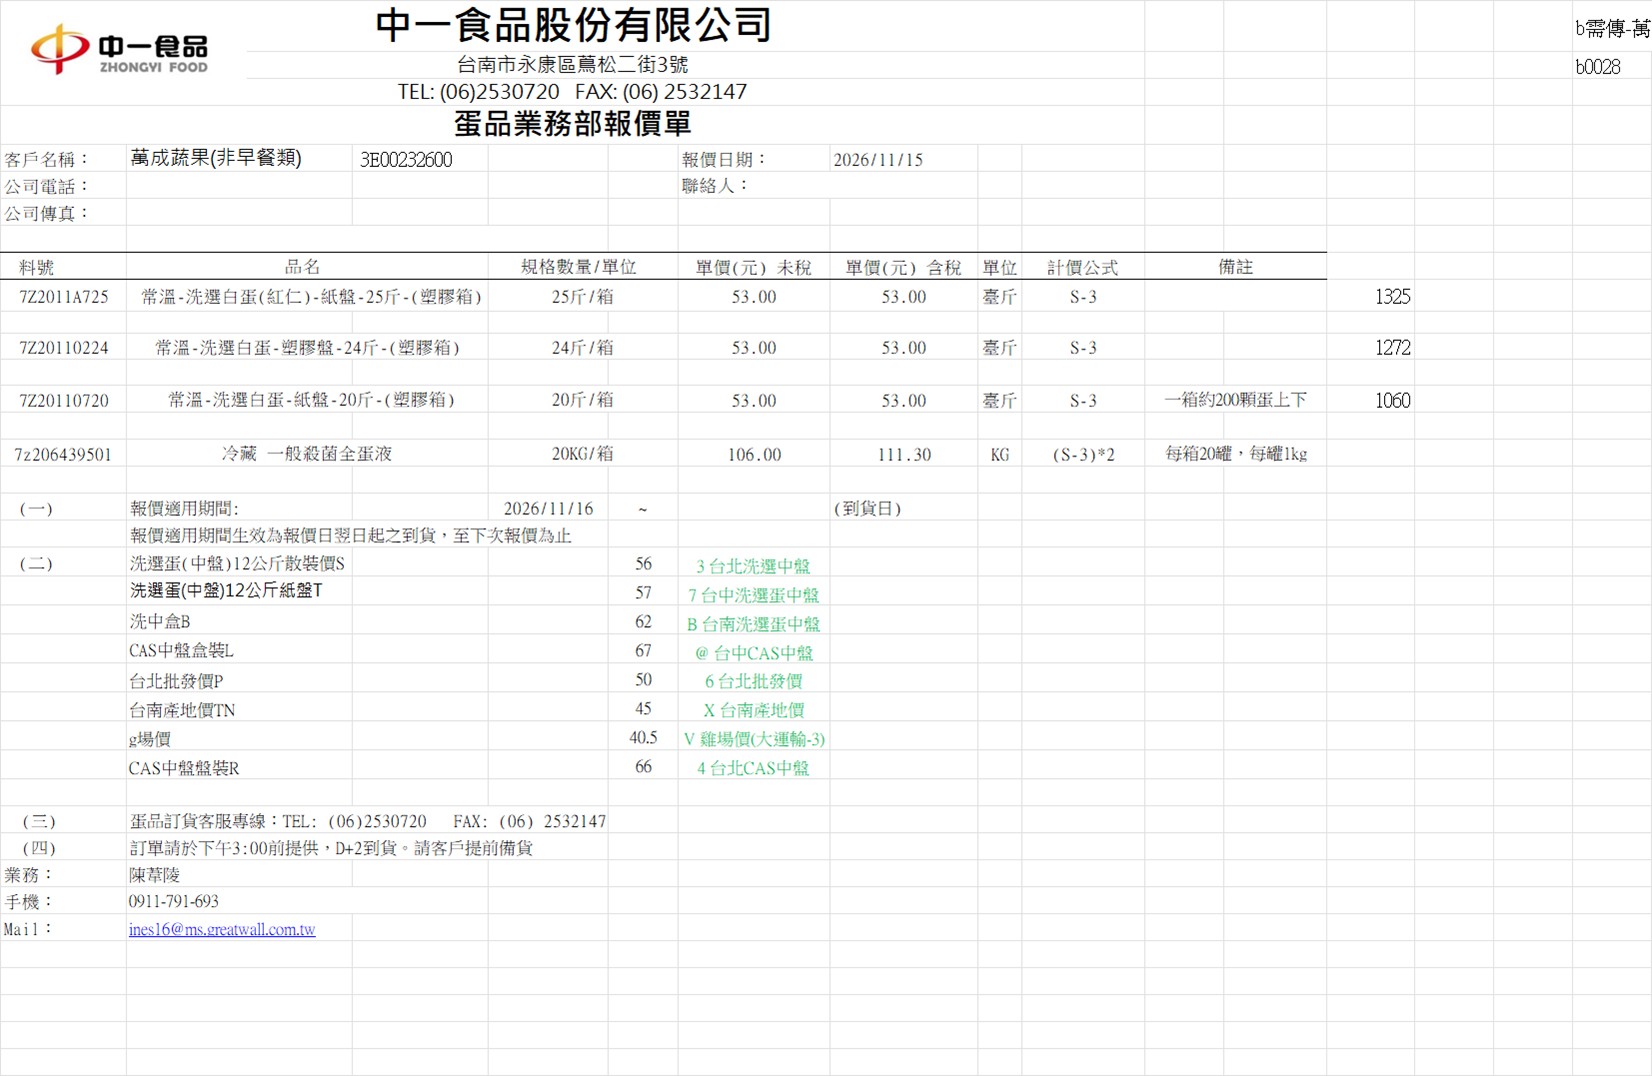 中一食品
ZHONGYI FOOD
中一食品股份有限公司
b需傳-萬
台南市永康區蔦松二街3號
b0028
TEL: (06)2530720 FAX: (06) 2532147
蛋品業務部報價單
客戶名稱： 萬成蔬果(非早餐類) 3E00232600 報價日期： 2026/11/15
公司電話： 聯絡人：
公司傳真：
料號 品名 規格數量/單位 單價(元) 未稅 單價(元) 含稅 單位 計價公式 備註
7Z2011A725 常溫-洗選白蛋(紅仁)-紙盤-25斤-(塑膠箱) 25斤/箱 53.00 53.00 臺斤 S-3 1325
7Z20110224 常溫-洗選白蛋-塑膠盤-24斤-(塑膠箱) 24斤/箱 53.00 53.00 臺斤 S-3 1272
7Z20110720 常溫-洗選白蛋-紙盤-20斤-(塑膠箱) 20斤/箱 53.00 53.00 臺斤 S-3 一箱約200顆蛋上下 1060
7z206439501 冷藏 一般殺菌全蛋液 20KG/箱 106.00 111.30 KG (S-3)*2 每箱20罐，每罐1kg
(一) 報價適用期間: 2026/11/16 ~ (到貨日)
報價適用期間生效為報價日翌日起之到貨，至下次報價為止
(二) 洗選蛋(中盤)12公斤散裝價S 56 3 台北洗選中盤
洗選蛋(中盤)12公斤紙盤T 57 7 台中洗選蛋中盤
洗中盒B 62 B 台南洗選蛋中盤
CAS中盤盒裝L 67 @ 台中CAS中盤
台北批發價P 50 6 台北批發價
台南產地價TN 45 X 台南產地價
g場價 40.5 V 雞場價(大運輸-3)
CAS中盤盤裝R 66 4 台北CAS中盤
(三) 蛋品訂貨客服專線：TEL: (06)2530720 FAX: (06) 2532147
(四) 訂單請於下午3:00前提供，D+2到貨。請客戶提前備貨
業務： 陳葦陵
手機： 0911-791-693
Mail： ines16@ms.greatwall.com.tw